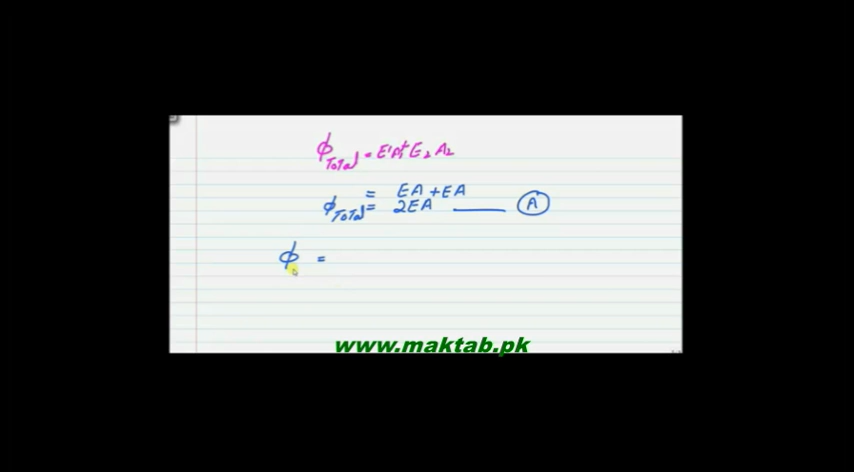 ϕTotal = E1A1+E2A2
= EA+EA
ϕTotal = 2EA ——— A
ϕ =
www.maktab.pk